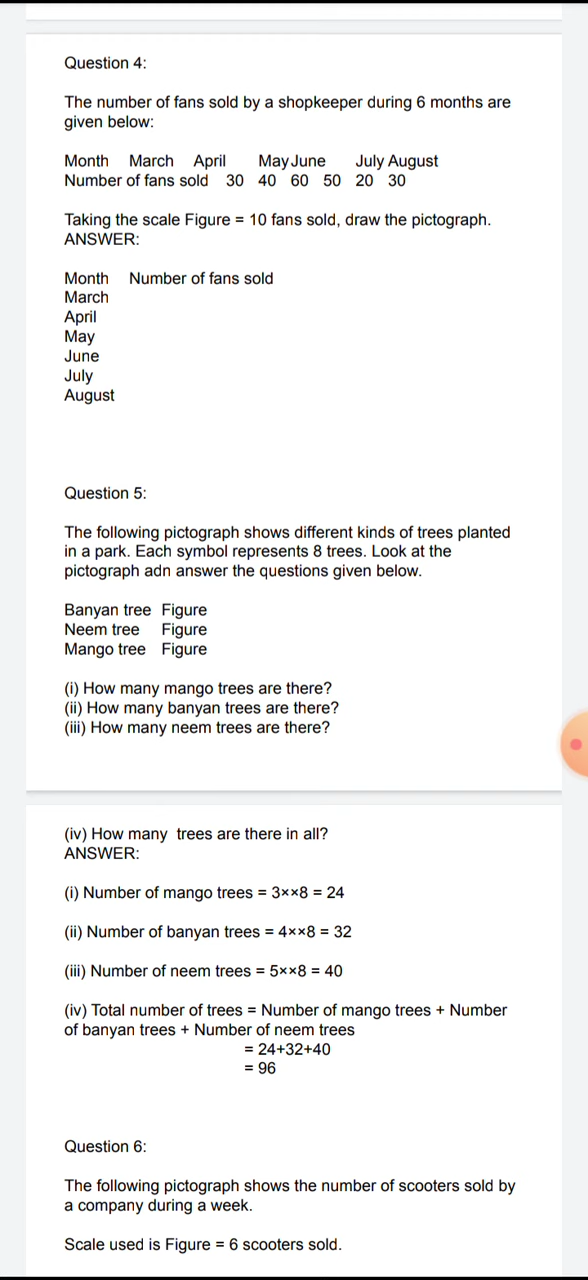 Question 4:
The number of fans sold by a shopkeeper during 6 months are
given below:
Month March April May June July August
Number of fans sold 30 40 60 50 20 30
Taking the scale Figure = 10 fans sold, draw the pictograph.
ANSWER:
Month Number of fans sold
March
April
May
June
July
August
Question 5:
The following pictograph shows different kinds of trees planted
in a park. Each symbol represents 8 trees. Look at the
pictograph adn answer the questions given below.
Banyan tree Figure
Neem tree Figure
Mango tree Figure
(i) How many mango trees are there?
(ii) How many banyan trees are there?
(iii) How many neem trees are there?
(iv) How many trees are there in all?
ANSWER:
(i) Number of mango trees = 3××8 = 24
(ii) Number of banyan trees = 4××8 = 32
(iii) Number of neem trees = 5××8 = 40
(iv) Total number of trees = Number of mango trees + Number
of banyan trees + Number of neem trees
= 24+32+40
= 96
Question 6:
The following pictograph shows the number of scooters sold by
a company during a week.
Scale used is Figure = 6 scooters sold.